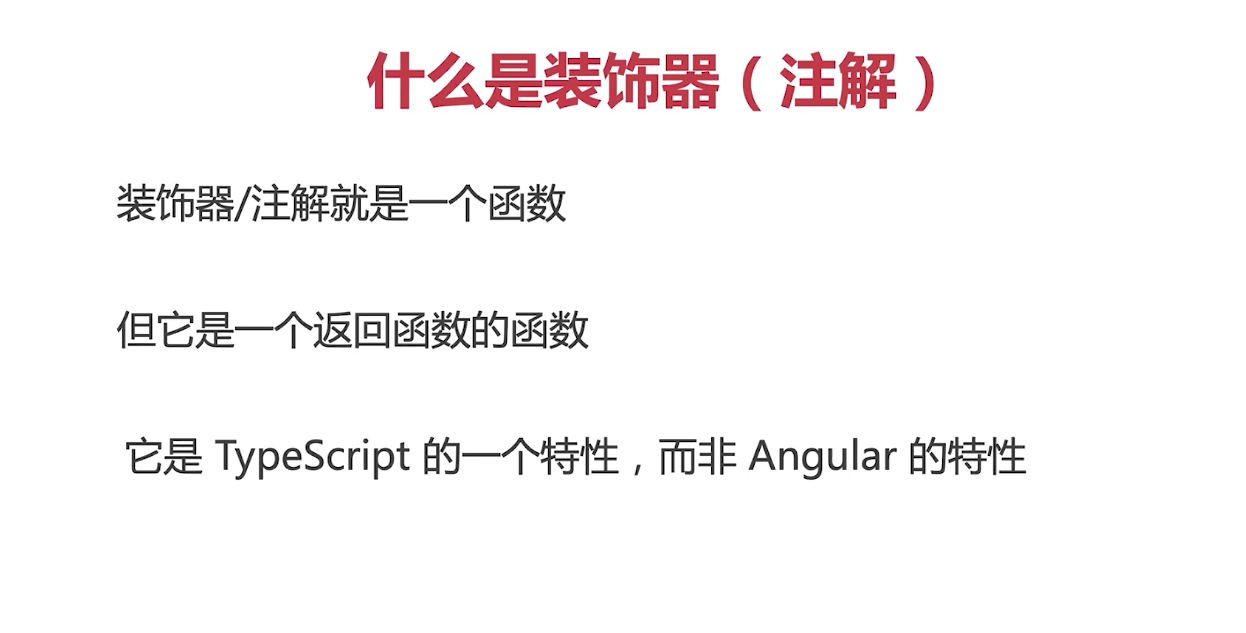 什么是装饰器（注解）
装饰器/注解就是一个函数
但它是一个返回函数的函数
它是 TypeScript 的一个特性，而非 Angular 的特性